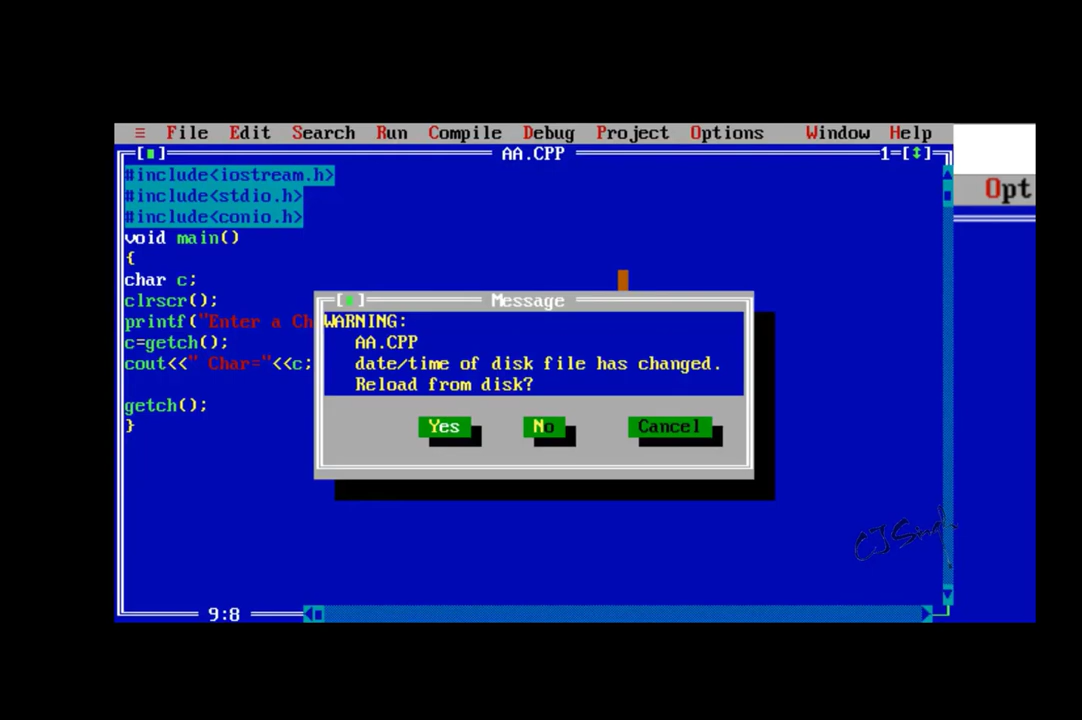 ≡ File Edit Search Run Compile Debug Project Options Window Help
Opt
AA.CPP
1
#include<iostream.h>
#include<stdio.h>
#include<conio.h>
void main()
{
char c;
clrscr();
printf("Enter a Ch
c=getch();
cout<<" Char="<<c;
getch();
}
Message
WARNING:
AA.CPP
date/time of disk file has changed.
Reload from disk?
Yes No Cancel
9:8